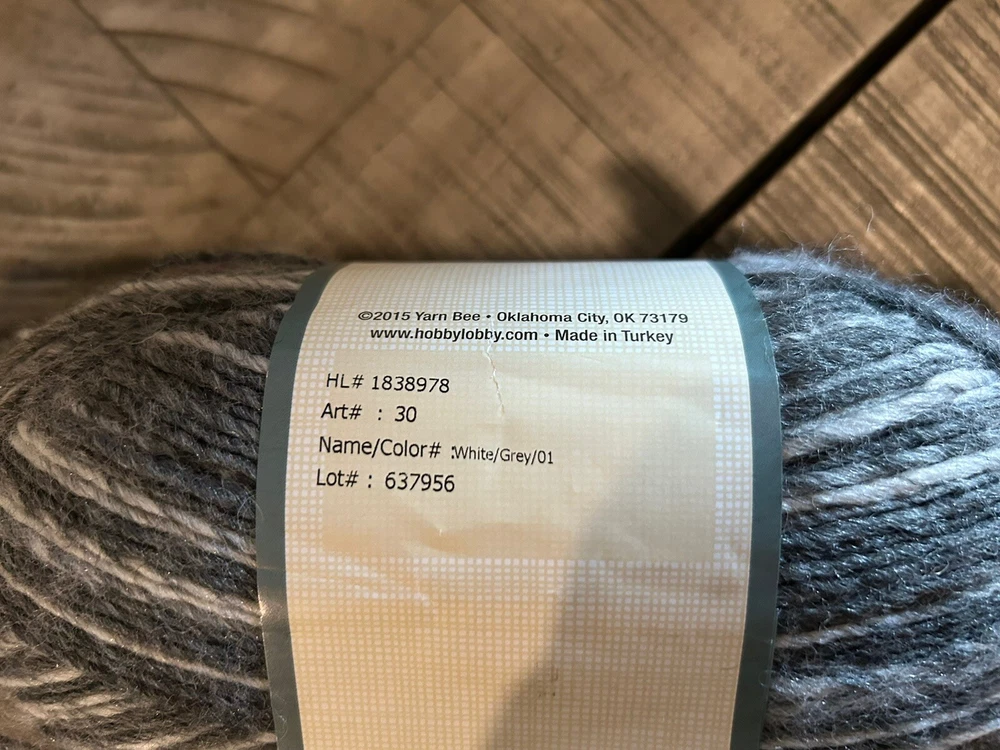 ©2015 Yarn Bee • Oklahoma City, OK 73179
www.hobbylobby.com • Made in Turkey
HL# 1838978
Art# : 30
Name/Color# :White/Grey/01
Lot# : 637956